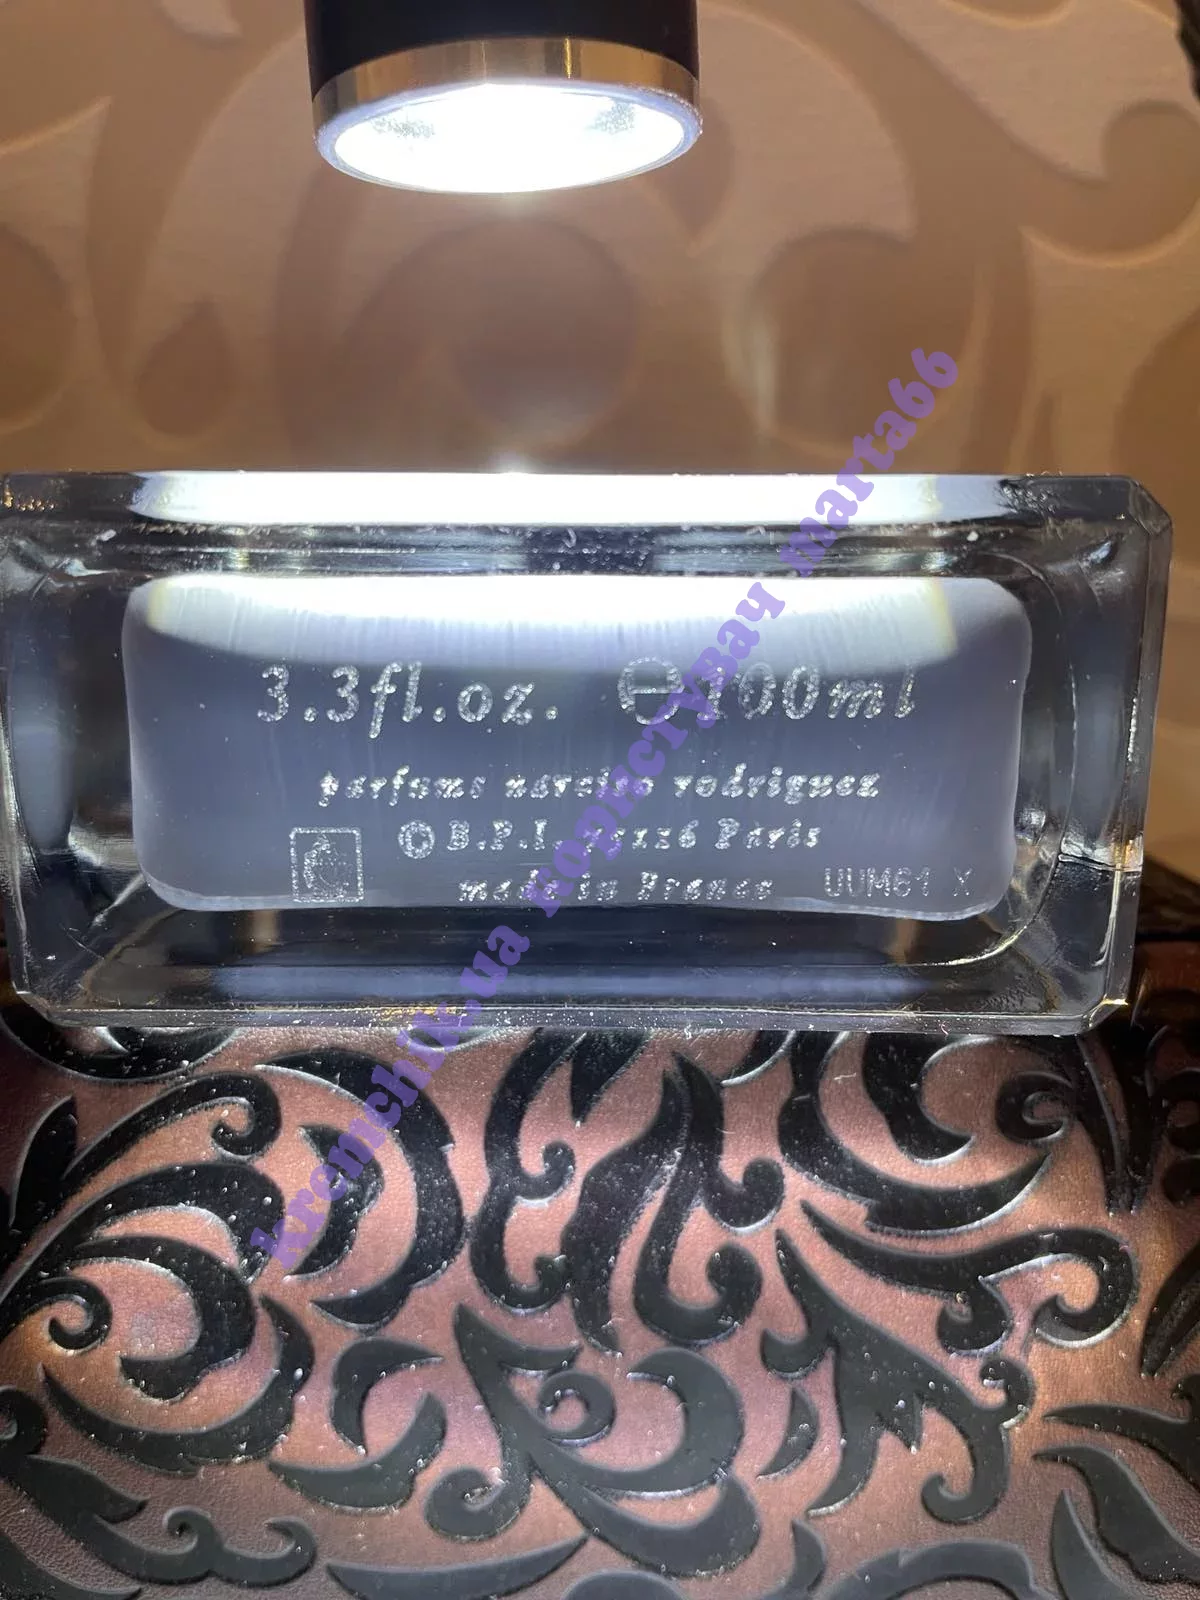 3.3fl.oz. ℮100ml
parfums narciso rodriguez
© B.P.I. 75116 Paris
made in France UUM61 X
kremchik.ua користувач marta66